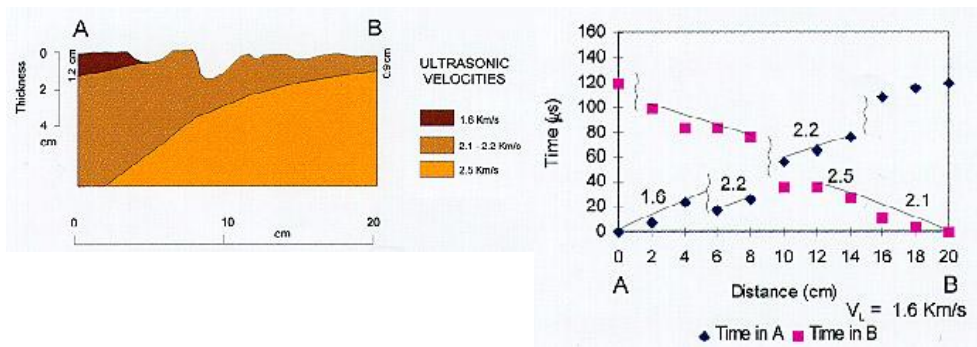 A
B
0
2
4
Thickness
cm
1.2 cm
0.9 cm
0
10
20
cm
ULTRASONIC
VELOCITIES
1.6 Km/s
2.1 - 2.2 Km/s
2.5 Km/s
160
140
120
100
80
60
40
20
0
Time (µs)
1.6
2.2
2.2
2.5
2.1
0 2 4 6 8 10 12 14 16 18 20
A
B
Distance (cm)
VL = 1.6 Km/s
Time in A
Time in B